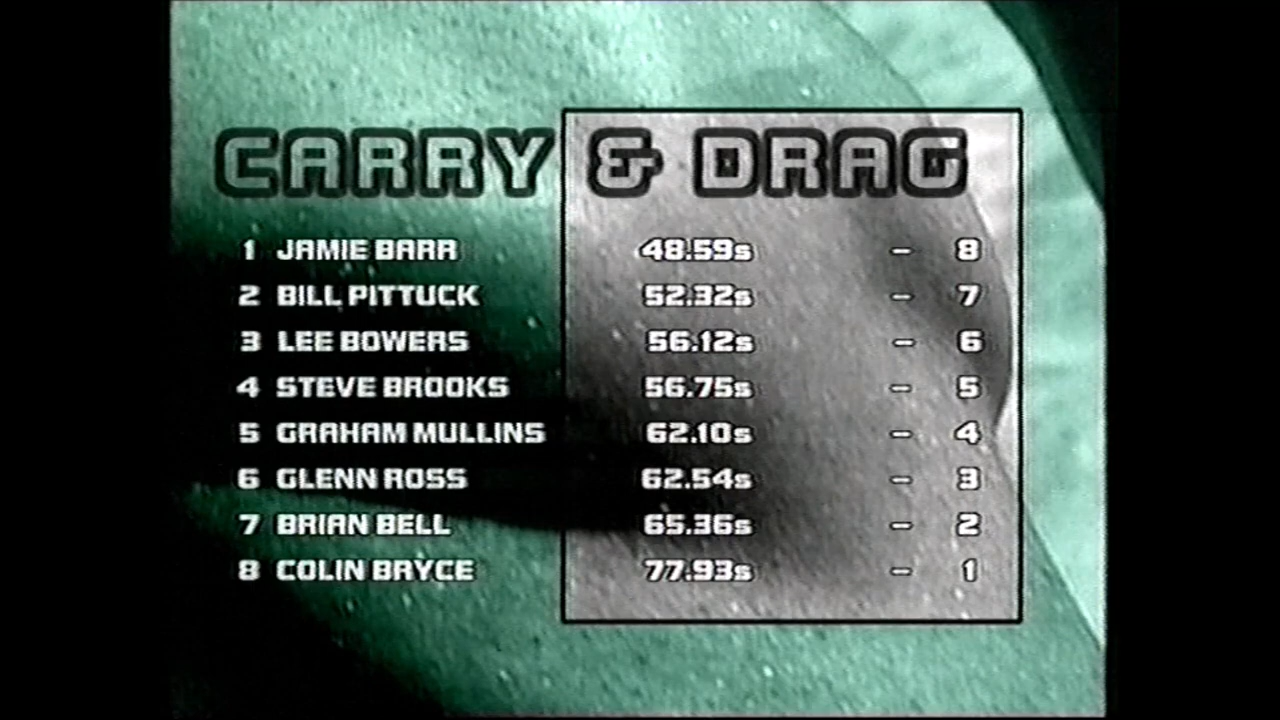 CARRY & DRAG
1 JAMIE BARR 48.59s - 8
2 BILL PITTUCK 52.32s - 7
3 LEE BOWERS 56.12s - 6
4 STEVE BROOKS 56.75s - 5
5 GRAHAM MULLINS 62.10s - 4
6 GLENN ROSS 62.54s - 3
7 BRIAN BELL 65.36s - 2
8 COLIN BRYCE 77.93s - 1